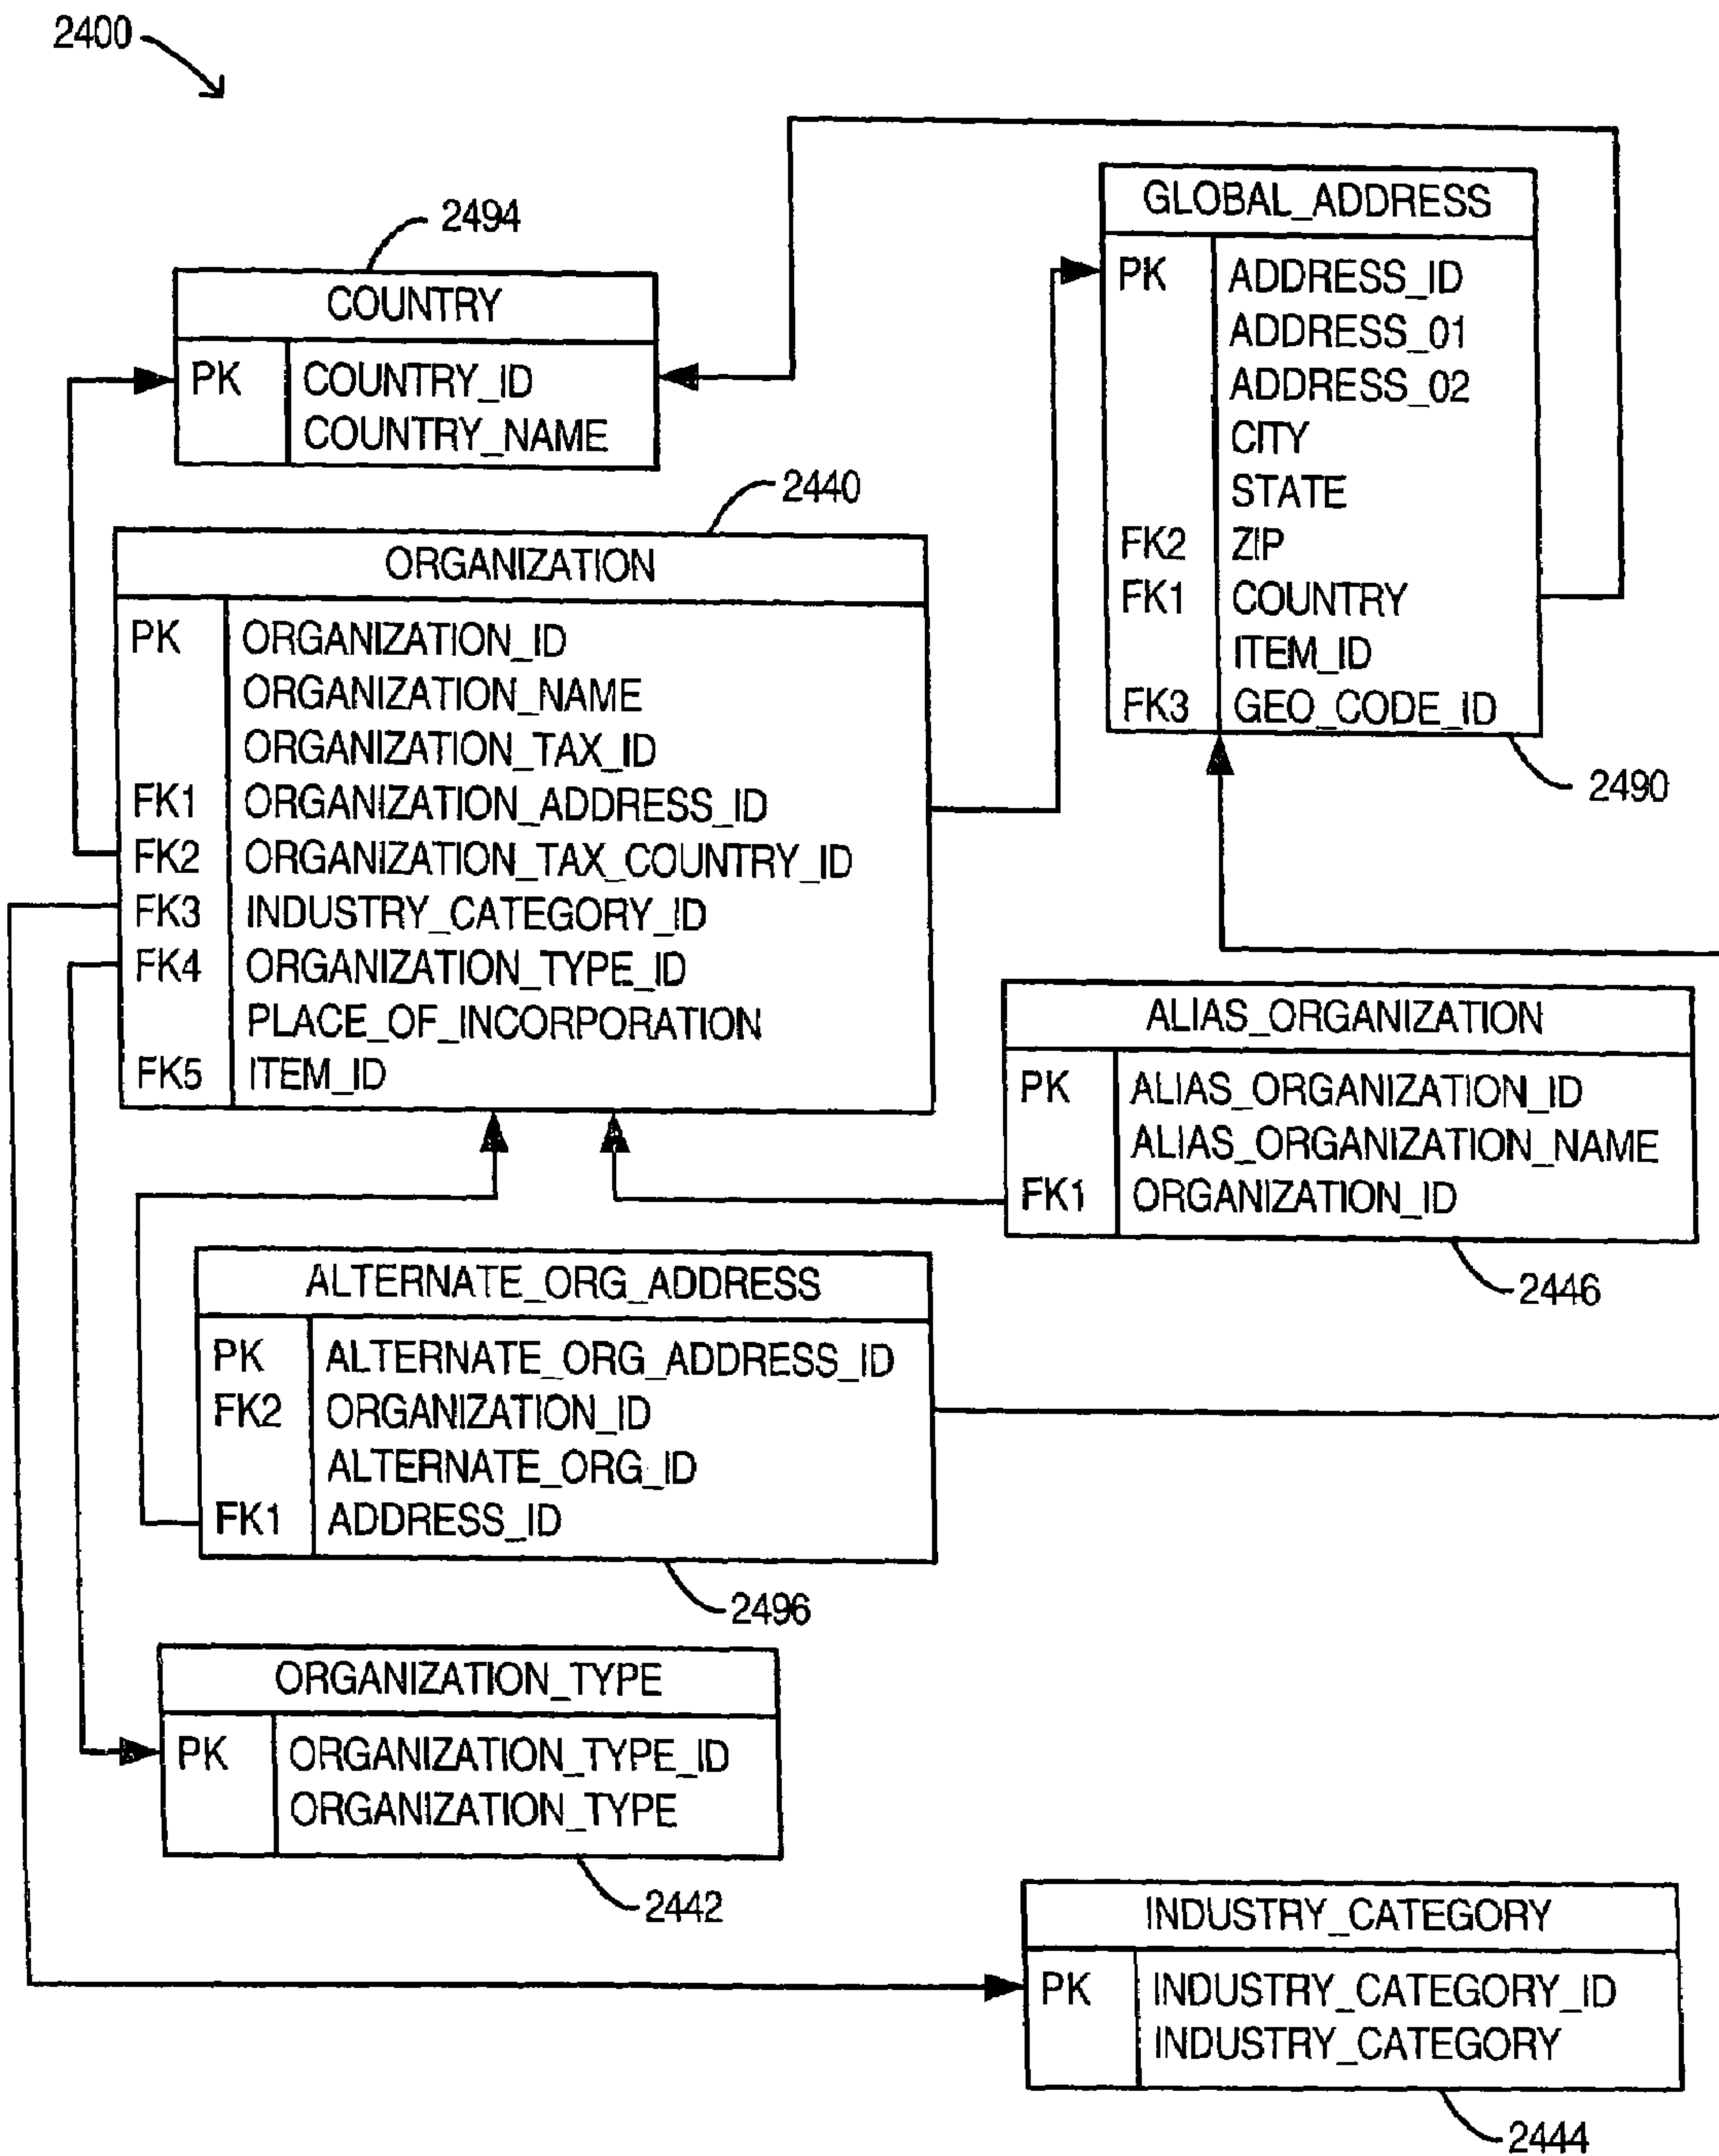 2400
2494
COUNTRY
PK COUNTRY_ID
COUNTRY_NAME
GLOBAL_ADDRESS
PK ADDRESS_ID
ADDRESS_01
ADDRESS_02
CITY
STATE
FK2 ZIP
FK1 COUNTRY
ITEM_ID
FK3 GEO_CODE_ID
2490
2440
ORGANIZATION
PK ORGANIZATION_ID
ORGANIZATION_NAME
ORGANIZATION_TAX_ID
FK1 ORGANIZATION_ADDRESS_ID
FK2 ORGANIZATION_TAX_COUNTRY_ID
FK3 INDUSTRY_CATEGORY_ID
FK4 ORGANIZATION_TYPE_ID
PLACE_OF_INCORPORATION
FK5 ITEM_ID
ALIAS_ORGANIZATION
PK ALIAS_ORGANIZATION_ID
ALIAS_ORGANIZATION_NAME
FK1 ORGANIZATION_ID
2446
ALTERNATE_ORG_ADDRESS
PK ALTERNATE_ORG_ADDRESS_ID
FK2 ORGANIZATION_ID
ALTERNATE_ORG_ID
FK1 ADDRESS_ID
2496
ORGANIZATION_TYPE
PK ORGANIZATION_TYPE_ID
ORGANIZATION_TYPE
2442
INDUSTRY_CATEGORY
PK INDUSTRY_CATEGORY_ID
INDUSTRY_CATEGORY
2444